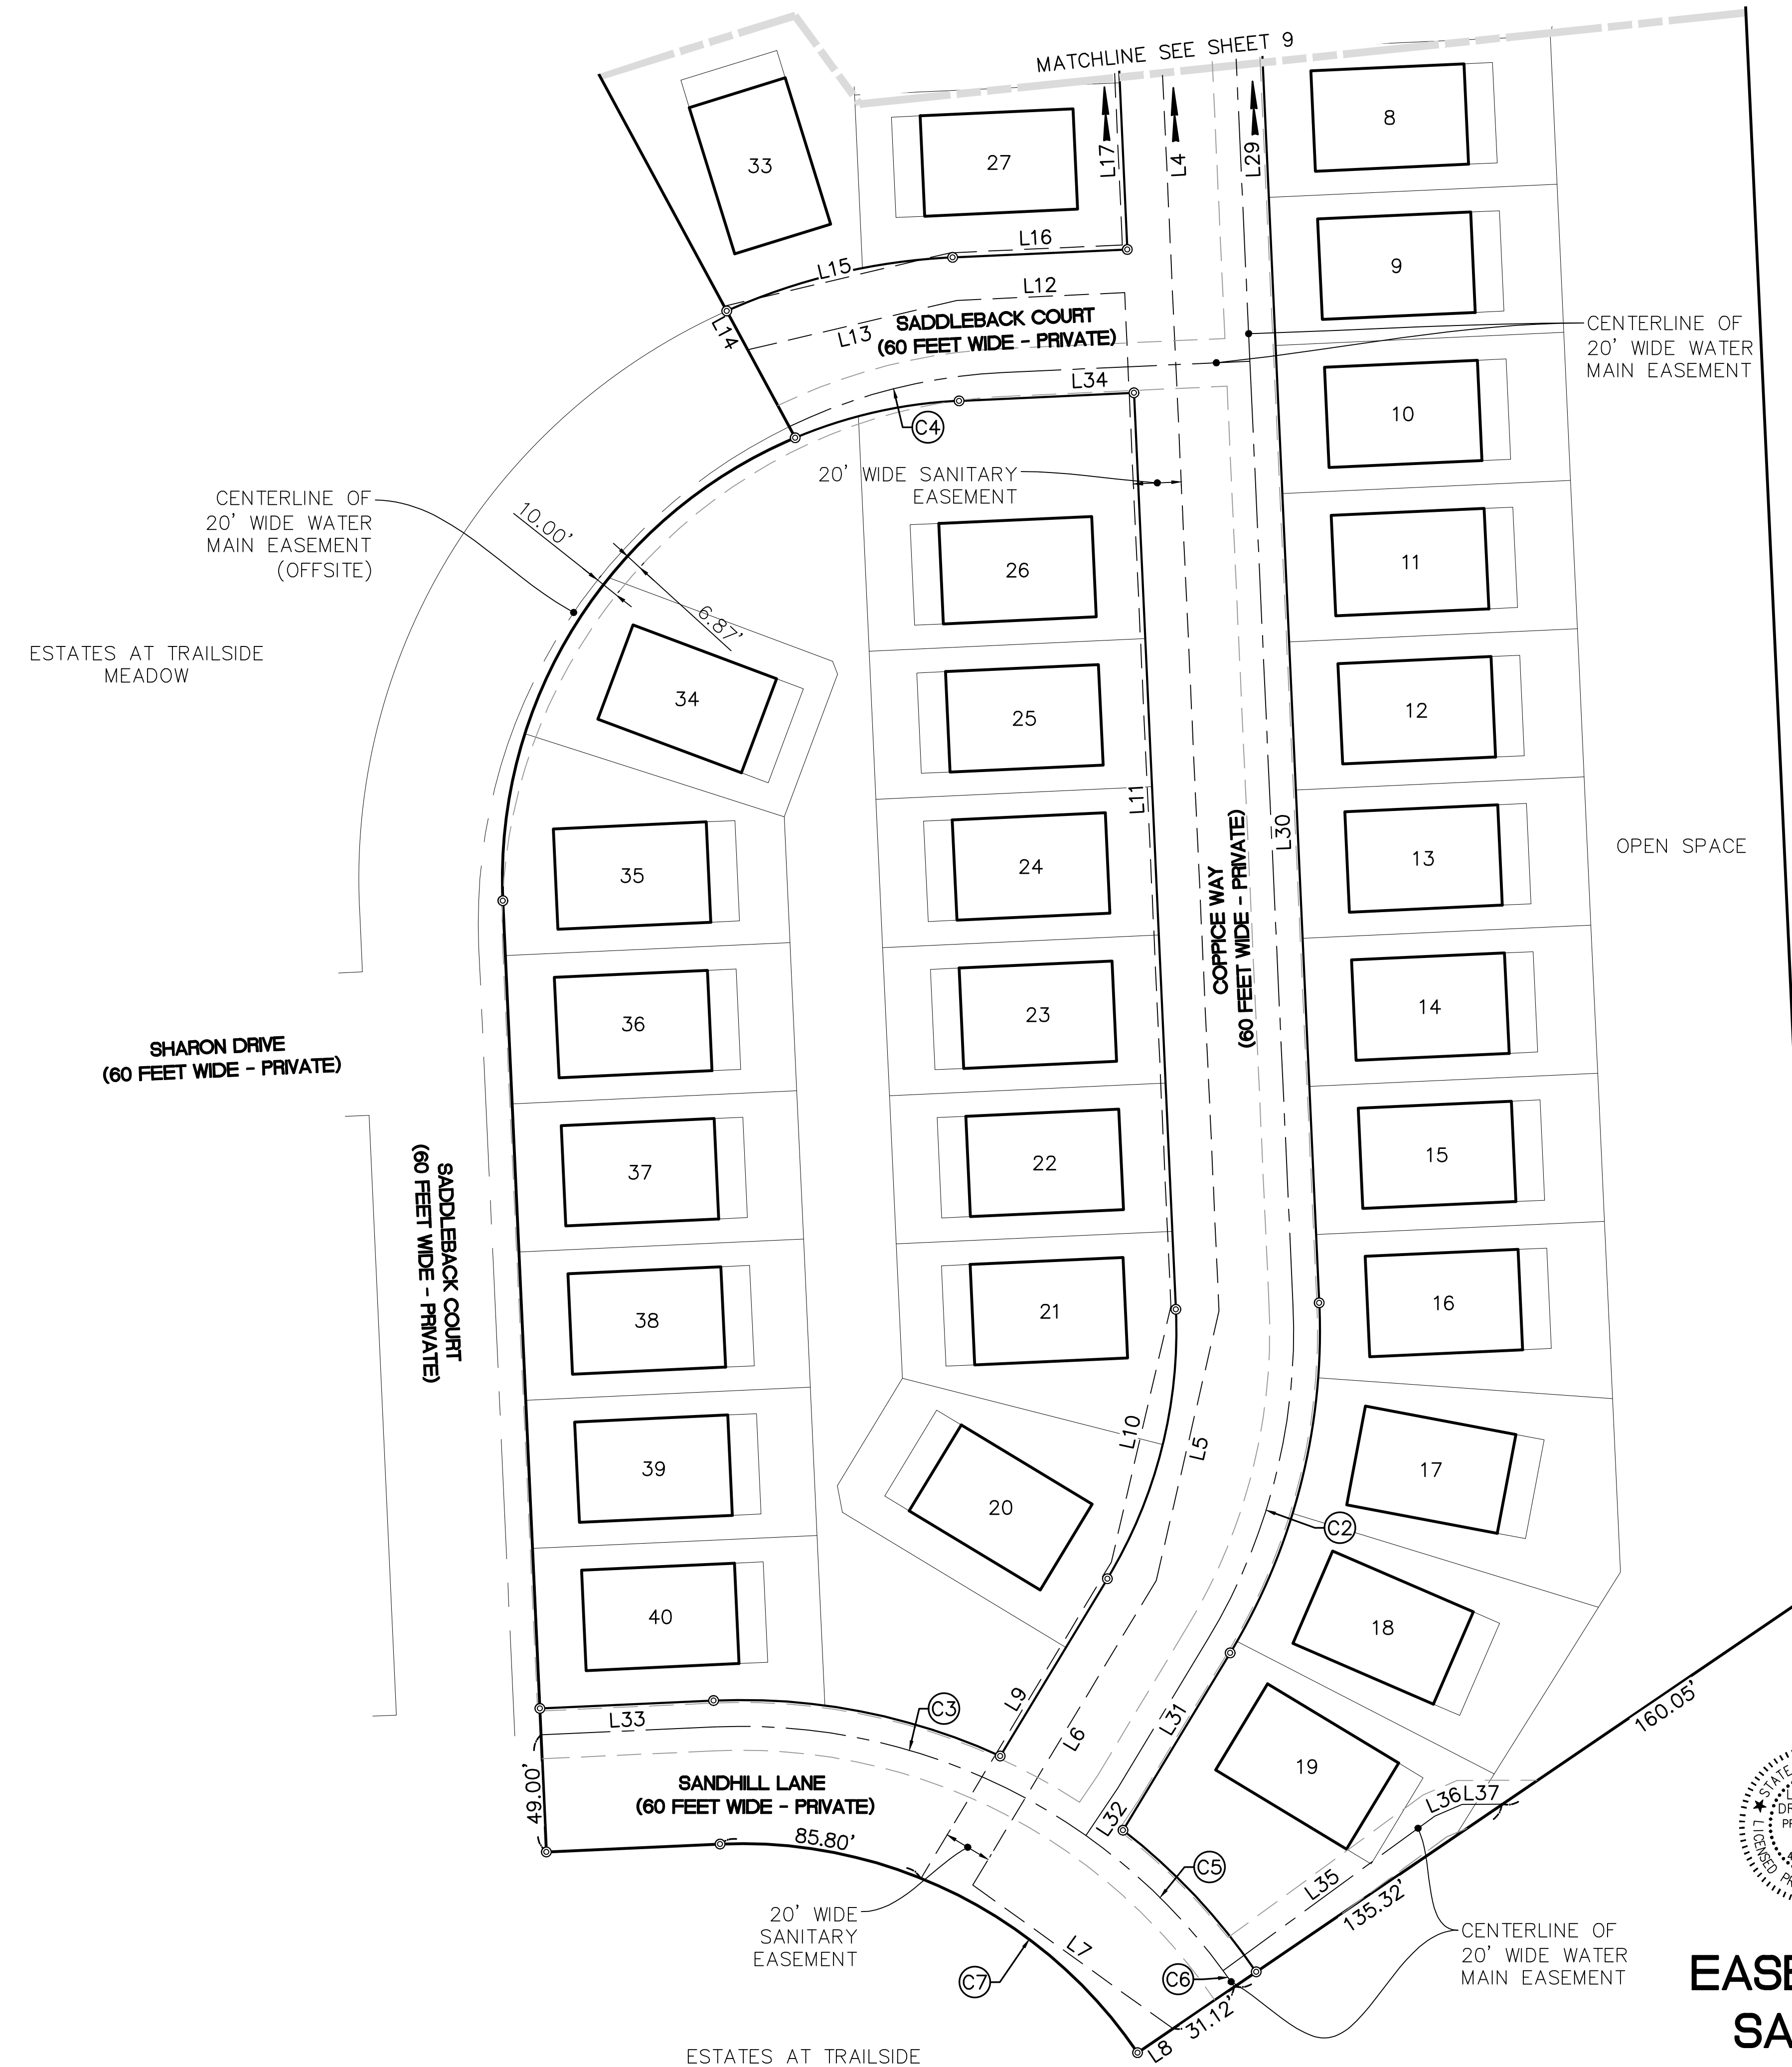 MATCHLINE SEE SHEET 9
33
27
8
L17
L4
L29
9
L16
L15
L12
L14
L13
SADDLEBACK COURT
(60 FEET WIDE - PRIVATE)
CENTERLINE OF
20' WIDE WATER
MAIN EASEMENT
L34
C4
10
20' WIDE SANITARY
EASEMENT
CENTERLINE OF
20' WIDE WATER
MAIN EASEMENT
(OFFSITE)
10.00'
6.87'
26
11
ESTATES AT TRAILSIDE
MEADOW
34
25
12
L11
L30
OPEN SPACE
35
24
13
COPPICE WAY
(60 FEET WIDE - PRIVATE)
36
23
14
SHARON DRIVE
(60 FEET WIDE - PRIVATE)
37
22
15
SADDLEBACK COURT
(60 FEET WIDE - PRIVATE)
38
21
16
L10
L5
39
20
17
C2
40
18
L9
L6
L31
160.05'
L33
C3
19
SANDHILL LANE
(60 FEET WIDE - PRIVATE)
49.00'
85.80'
L32
L36
L37
STATE
LICENSED
C5
L35
135.32'
20' WIDE
SANITARY
EASEMENT
L7
C7
C6
31.12'
L8
CENTERLINE OF
20' WIDE WATER
MAIN EASEMENT
EASE
SA
ESTATES AT TRAILSIDE